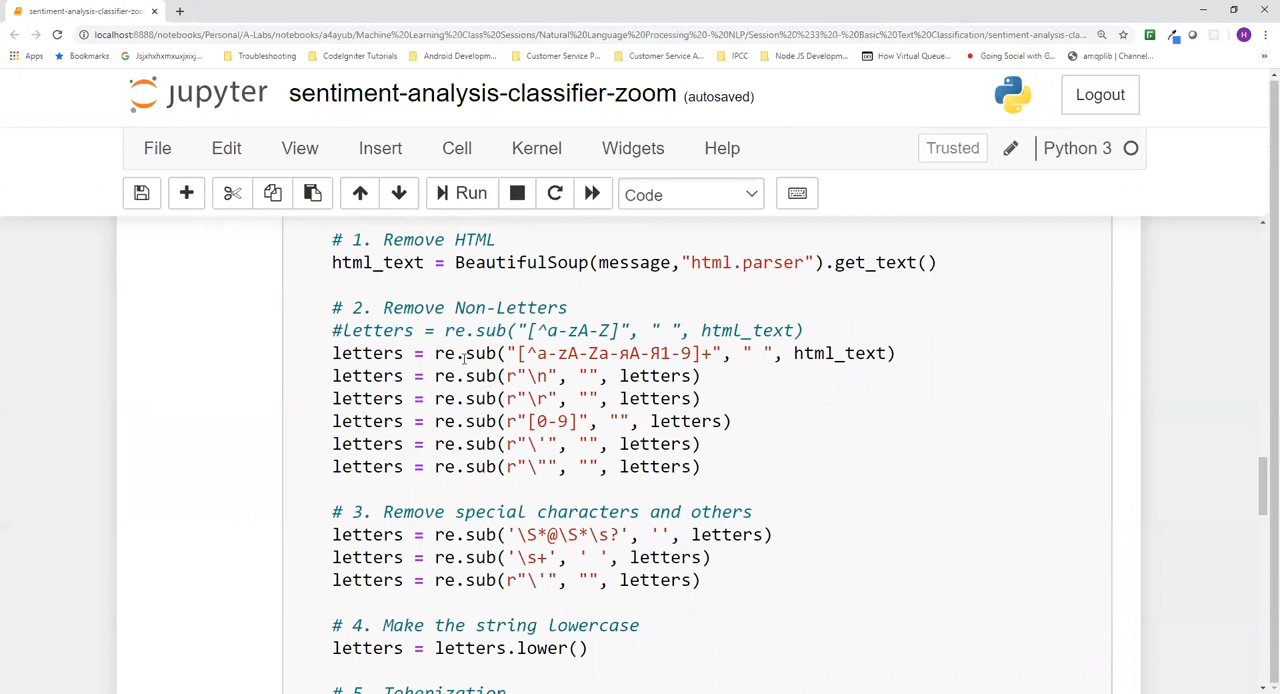 sentiment-analysis-classifier-zoom
localhost:8888/notebooks/Personal/A-Labs/notebooks/a4ayub/Machine%20Learning%20Class%20Sessions/Natural%20Language%20Processing%20-%20NLP/Session%20%233%20-%20Basic%20Text%20Classification/sentiment-analysis-cla...
Apps Bookmarks Jsjxhxhxmxuxjxixj... Troubleshooting CodeIgniter Tutorials Android Developm... Customer Service P... Customer Service A... IPCC Node JS Developm... How Virtual Queue... Going Social with G... amqplib | Channel...
jupyter sentiment-analysis-classifier-zoom (autosaved) Logout
File Edit View Insert Cell Kernel Widgets Help Trusted Python 3
Run Code
# 1. Remove HTML
html_text = BeautifulSoup(message,"html.parser").get_text()
# 2. Remove Non-Letters
#letters = re.sub("[^a-zA-Z]", " ", html_text)
letters = re.sub("[^a-zA-Za-яА-Я1-9]+", " ", html_text)
letters = re.sub(r"\n", "", letters)
letters = re.sub(r"\r", "", letters)
letters = re.sub(r"[0-9]", "", letters)
letters = re.sub(r"\'", "", letters)
letters = re.sub(r"\"", "", letters)
# 3. Remove special characters and others
letters = re.sub('\S*@\S*\s?', '', letters)
letters = re.sub('\s+', ' ', letters)
letters = re.sub(r"\'", "", letters)
# 4. Make the string lowercase
letters = letters.lower()
# 5. Tokenization